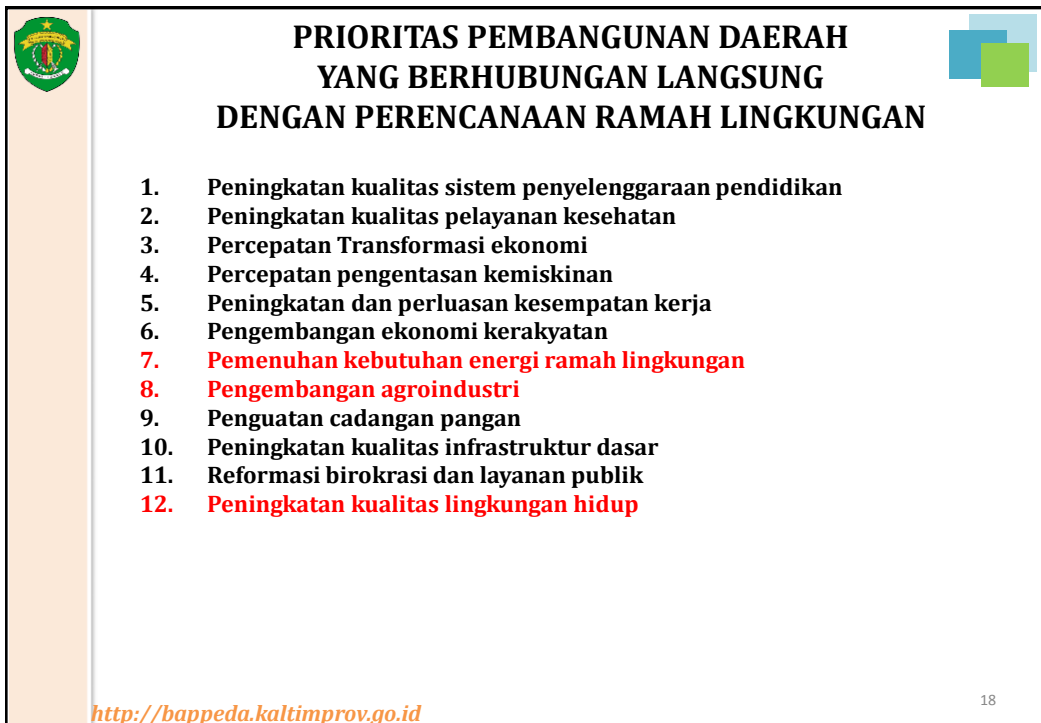 PRIORITAS PEMBANGUNAN DAERAH
YANG BERHUBUNGAN LANGSUNG
DENGAN PERENCANAAN RAMAH LINGKUNGAN
1. Peningkatan kualitas sistem penyelenggaraan pendidikan
2. Peningkatan kualitas pelayanan kesehatan
3. Percepatan Transformasi ekonomi
4. Percepatan pengentasan kemiskinan
5. Peningkatan dan perluasan kesempatan kerja
6. Pengembangan ekonomi kerakyatan
7. Pemenuhan kebutuhan energi ramah lingkungan
8. Pengembangan agroindustri
9. Penguatan cadangan pangan
10. Peningkatan kualitas infrastruktur dasar
11. Reformasi birokrasi dan layanan publik
12. Peningkatan kualitas lingkungan hidup
http://bappeda.kaltimprov.go.id
18